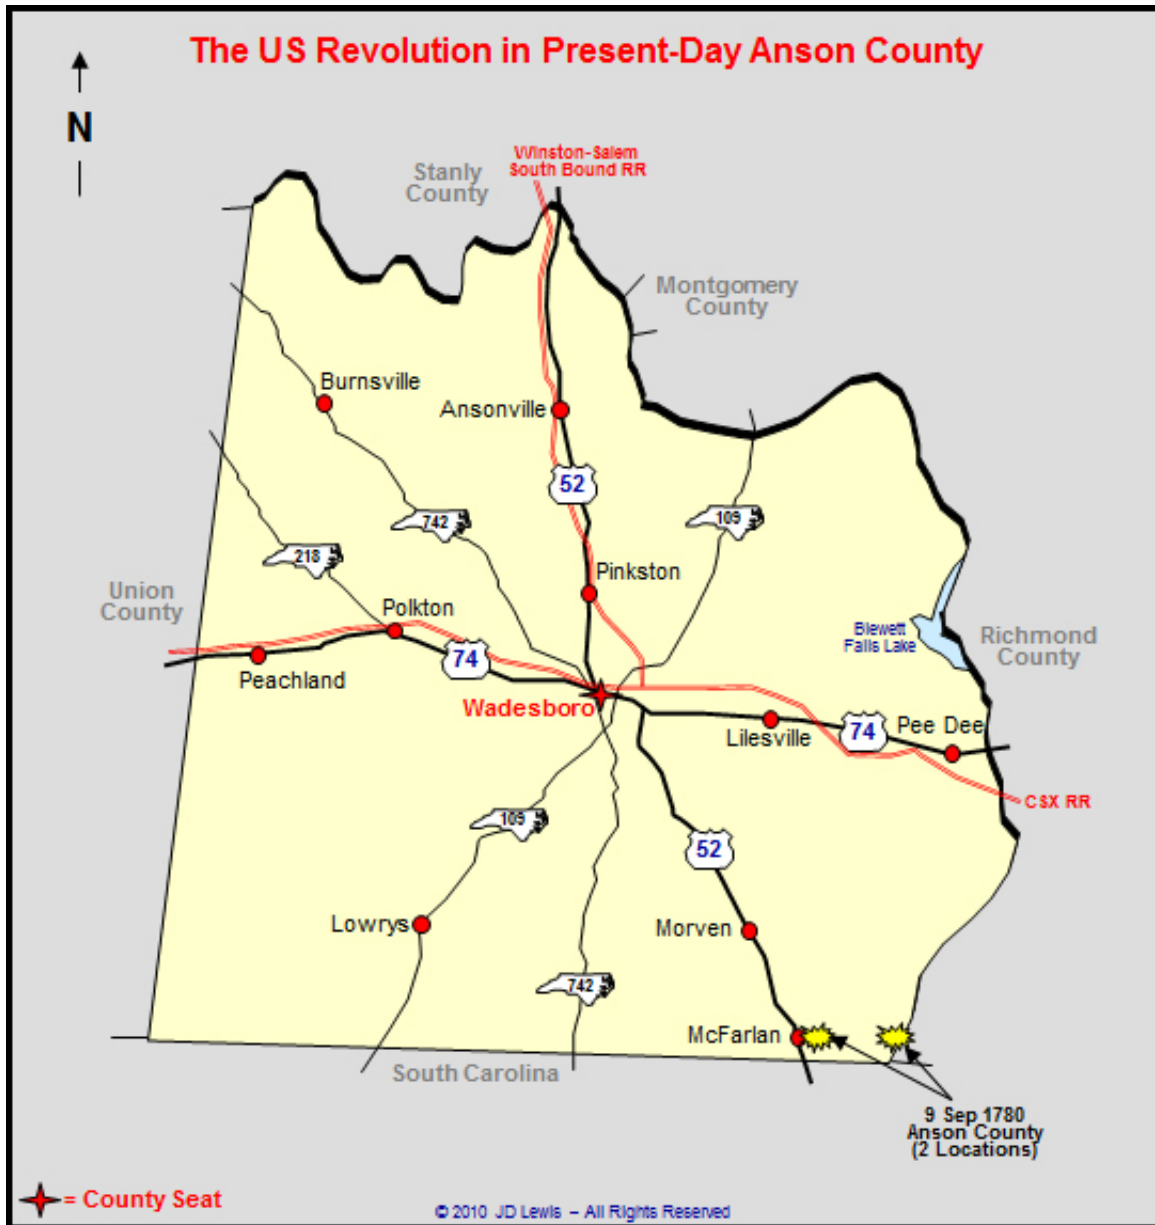 The US Revolution in Present-Day Anson County
N
Winston-Salem
South Bound RR
Stanly
County
Montgomery
County
Burnsville
Ansonville
52
742
109
218
Pinkston
Union
County
Polkton
Blewett
Falls Lake
Richmond
County
74
Peachland
Wadesboro
Lilesville
74
Pee Dee
CSX RR
109
52
Lowrys
Morven
742
McFarlan
South Carolina
9 Sep 1780
Anson County
(2 Locations)
= County Seat
© 2010 JD Lewis – All Rights Reserved